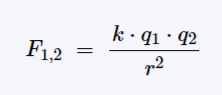 F₁,₂ = (k · q₁ · q₂) / r²